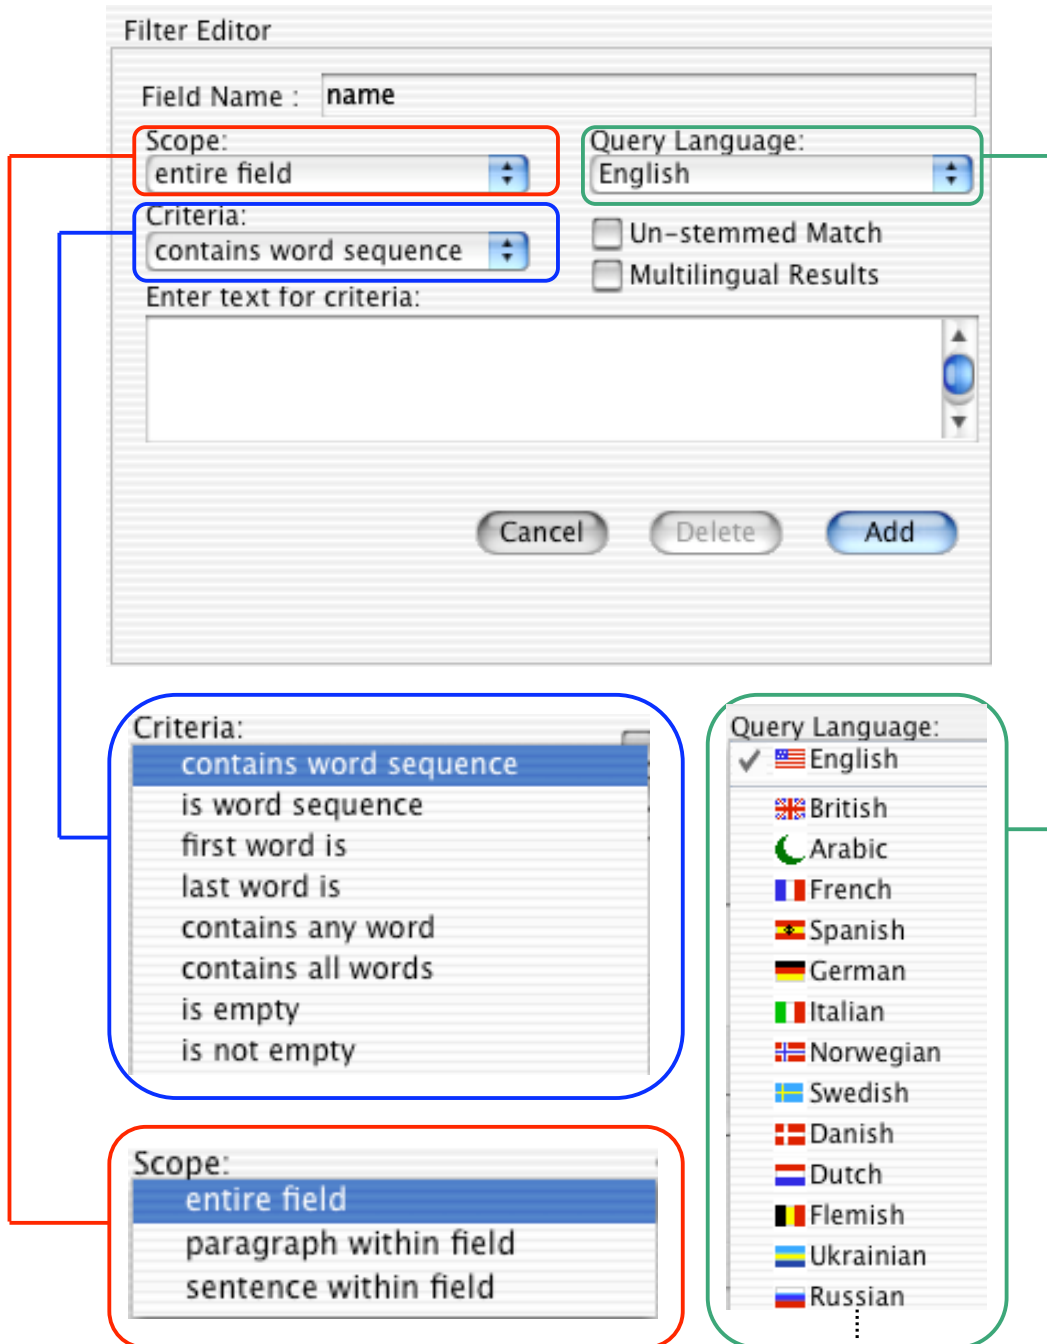 Filter Editor
Field Name : name
Scope:
entire field
Query Language:
English
Criteria:
contains word sequence
Un-stemmed Match
Multilingual Results
Enter text for criteria:
Cancel
Delete
Add
Criteria:
contains word sequence
is word sequence
first word is
last word is
contains any word
contains all words
is empty
is not empty
Scope:
entire field
paragraph within field
sentence within field
Query Language:
English
British
Arabic
French
Spanish
German
Italian
Norwegian
Swedish
Danish
Dutch
Flemish
Ukrainian
Russian